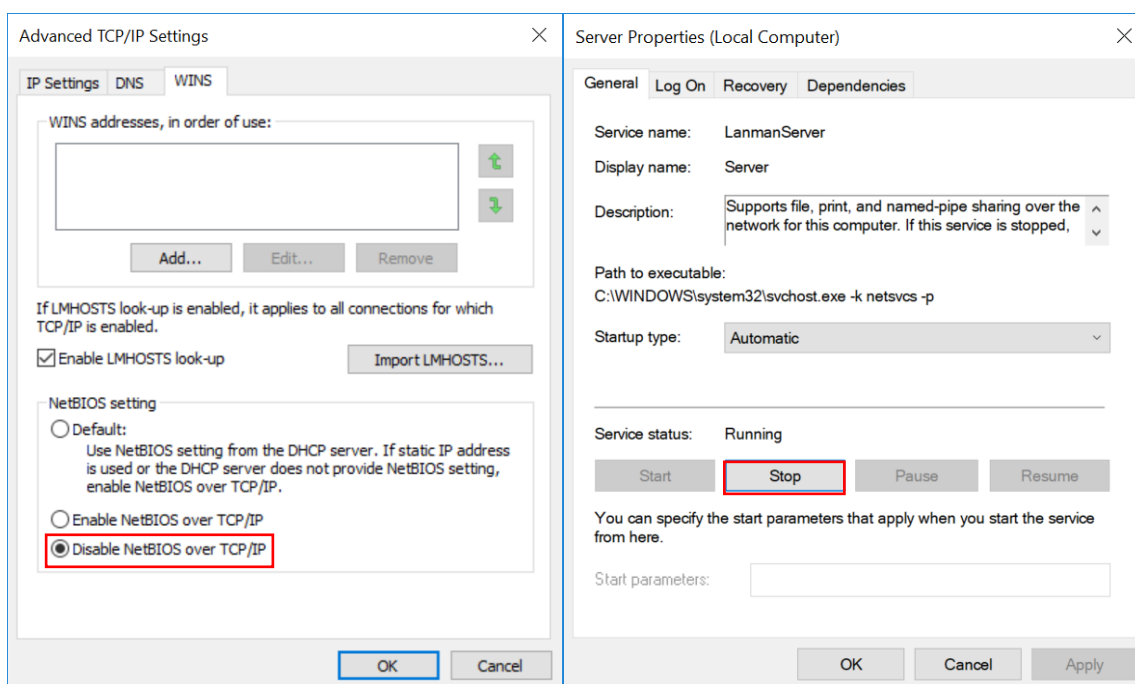 Advanced TCP/IP Settings
IP Settings
DNS
WINS
WINS addresses, in order of use:
Add...
Edit...
Remove
If LMHOSTS look-up is enabled, it applies to all connections for which
TCP/IP is enabled.
Enable LMHOSTS look-up
Import LMHOSTS...
NetBIOS setting
Default:
Use NetBIOS setting from the DHCP server. If static IP address
is used or the DHCP server does not provide NetBIOS setting,
enable NetBIOS over TCP/IP.
Enable NetBIOS over TCP/IP
Disable NetBIOS over TCP/IP
OK
Cancel
Server Properties (Local Computer)
General
Log On
Recovery
Dependencies
Service name:
LanmanServer
Display name:
Server
Description:
Supports file, print, and named-pipe sharing over the
network for this computer. If this service is stopped,
Path to executable:
C:\WINDOWS\system32\svchost.exe -k netsvcs -p
Startup type:
Automatic
Service status:
Running
Start
Stop
Pause
Resume
You can specify the start parameters that apply when you start the service
from here.
Start parameters:
OK
Cancel
Apply